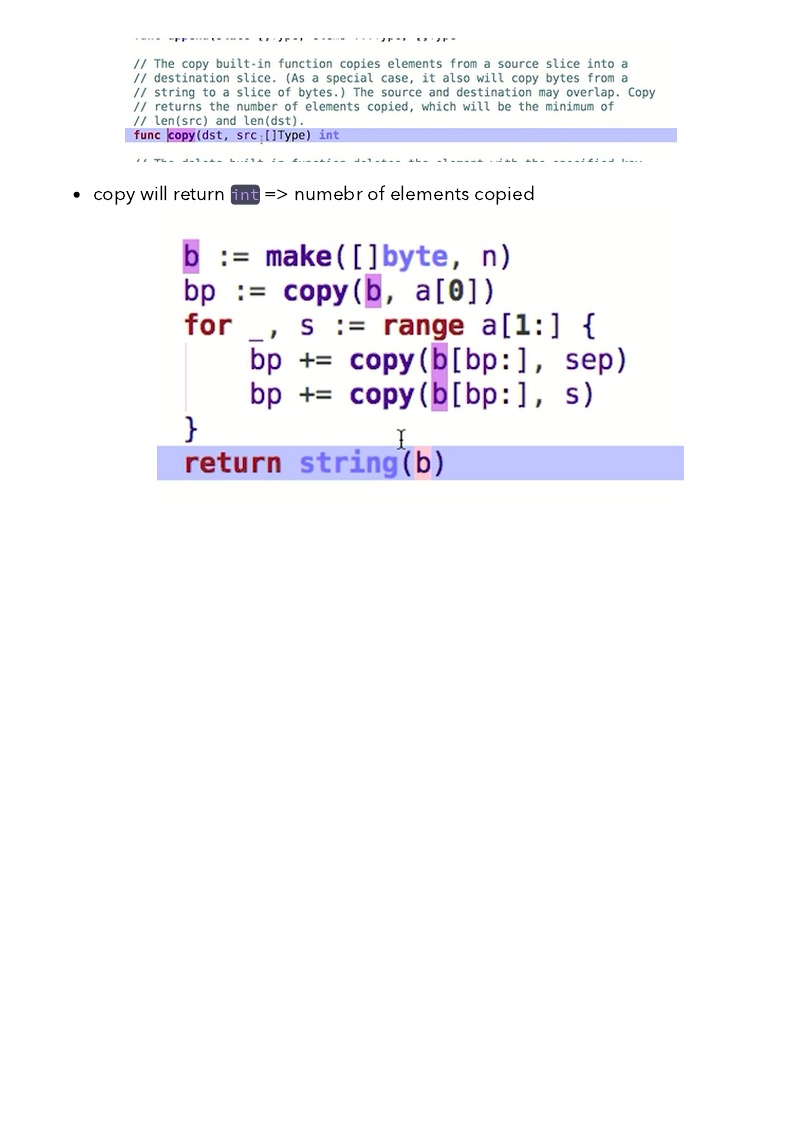 // The copy built-in function copies elements from a source slice into a
// destination slice. (As a special case, it also will copy bytes from a
// string to a slice of bytes.) The source and destination may overlap. Copy
// returns the number of elements copied, which will be the minimum of
// len(src) and len(dst).
func copy(dst, src []Type) int
• copy will return int => numebr of elements copied
b := make([]byte, n)
bp := copy(b, a[0])
for _, s := range a[1:] {
bp += copy(b[bp:], sep)
bp += copy(b[bp:], s)
}
return string(b)